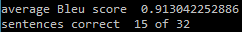 average Bleu score  0.913042252886
sentences correct  15 of 32